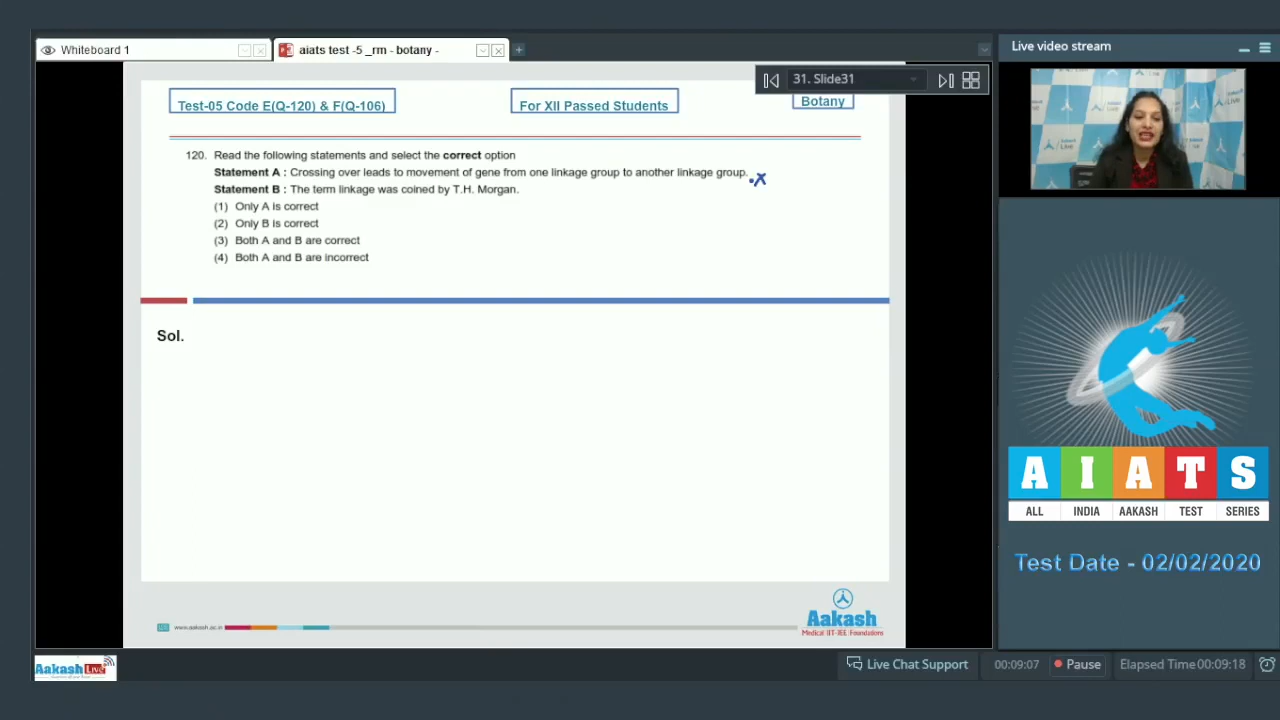 Whiteboard 1
aiats test -5 _rm - botany -
Live video stream
31. Slide31
Test-05 Code E(Q-120) & F(Q-106)
For XII Passed Students
Botany
120. Read the following statements and select the correct option
Statement A : Crossing over leads to movement of gene from one linkage group to another linkage group.
Statement B : The term linkage was coined by T.H. Morgan.
(1) Only A is correct
(2) Only B is correct
(3) Both A and B are correct
(4) Both A and B are incorrect
Sol.
AIATS
ALL INDIA AAKASH TEST SERIES
Test Date - 02/02/2020
www.aakash.ac.in
Aakash
Medical IIT-JEE Foundations
Aakash Live
Live Chat Support
00:09:07
Pause
Elapsed Time 00:09:18